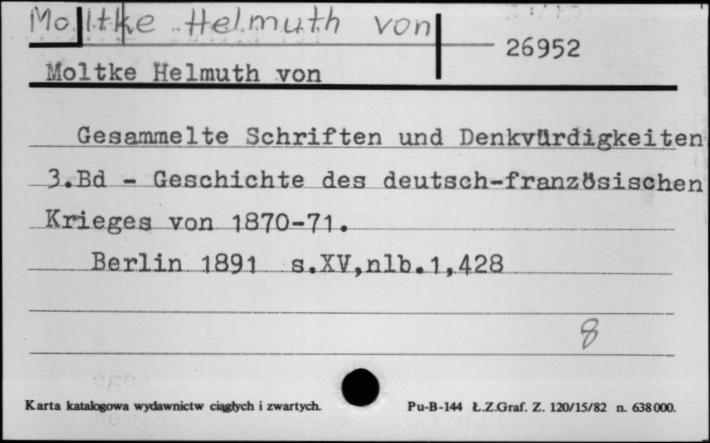 Moltke Helmuth von
26952
Moltke Helmuth von
Gesammelte Schriften und Denkvürdigkeiten
3.Bd - Geschichte des deutsch-französischen
Krieges von 1870-71.
Berlin 1891 s.XV,nlb.1,428
8
Karta katalogowa wydawnictw ciągłych i zwartych.
Pu-B-144 Ł.Z.Graf. Z. 120/15/82 n. 638000.